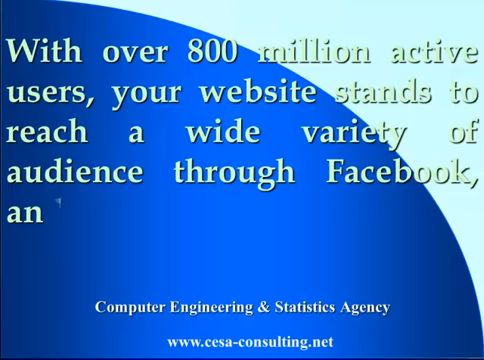 With over 800 million active
users, your website stands to
reach a wide variety of
audience through Facebook,
an
Computer Engineering & Statistics Agency
www.cesa-consulting.net